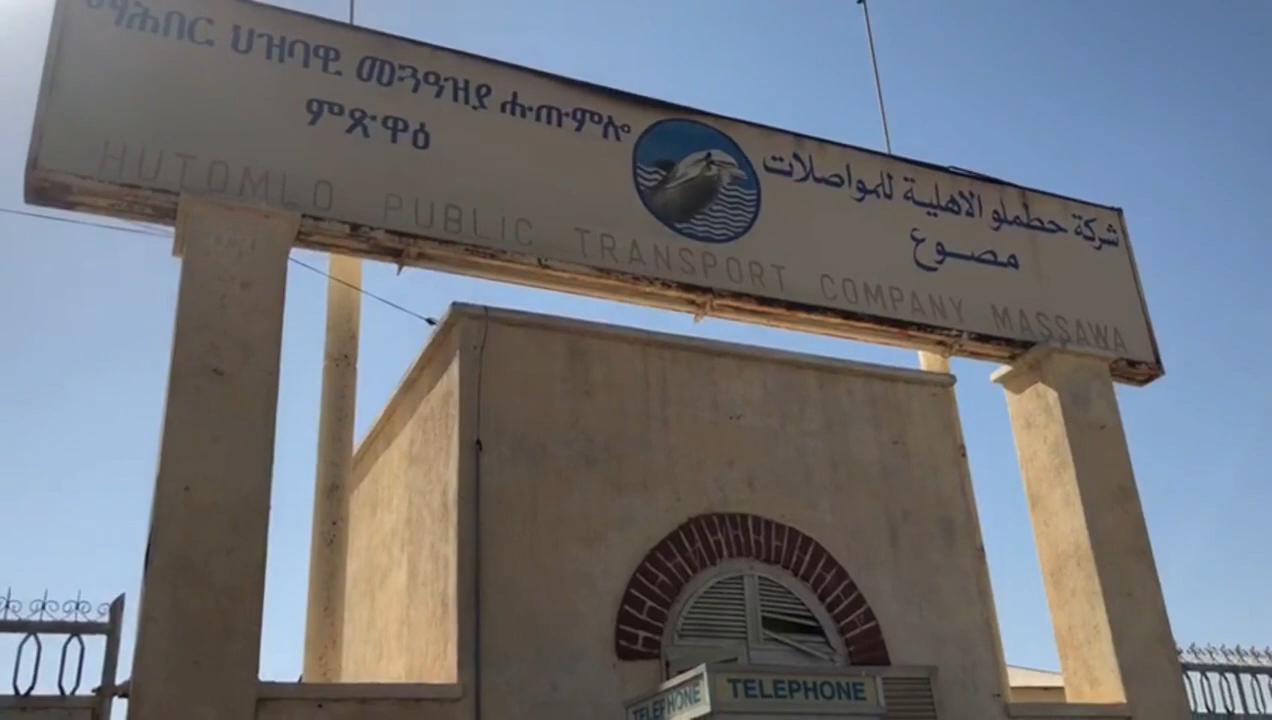 ማሕበር ህዝባዊ መጓዓዝያ ሑጡምሎ
ምጽዋዕ
شركة حطملو الاهلية للمواصلات
مصوع
HUTOMLO PUBLIC TRANSPORT COMPANY MASSAWA
TELEPHONE
TELEPHONE